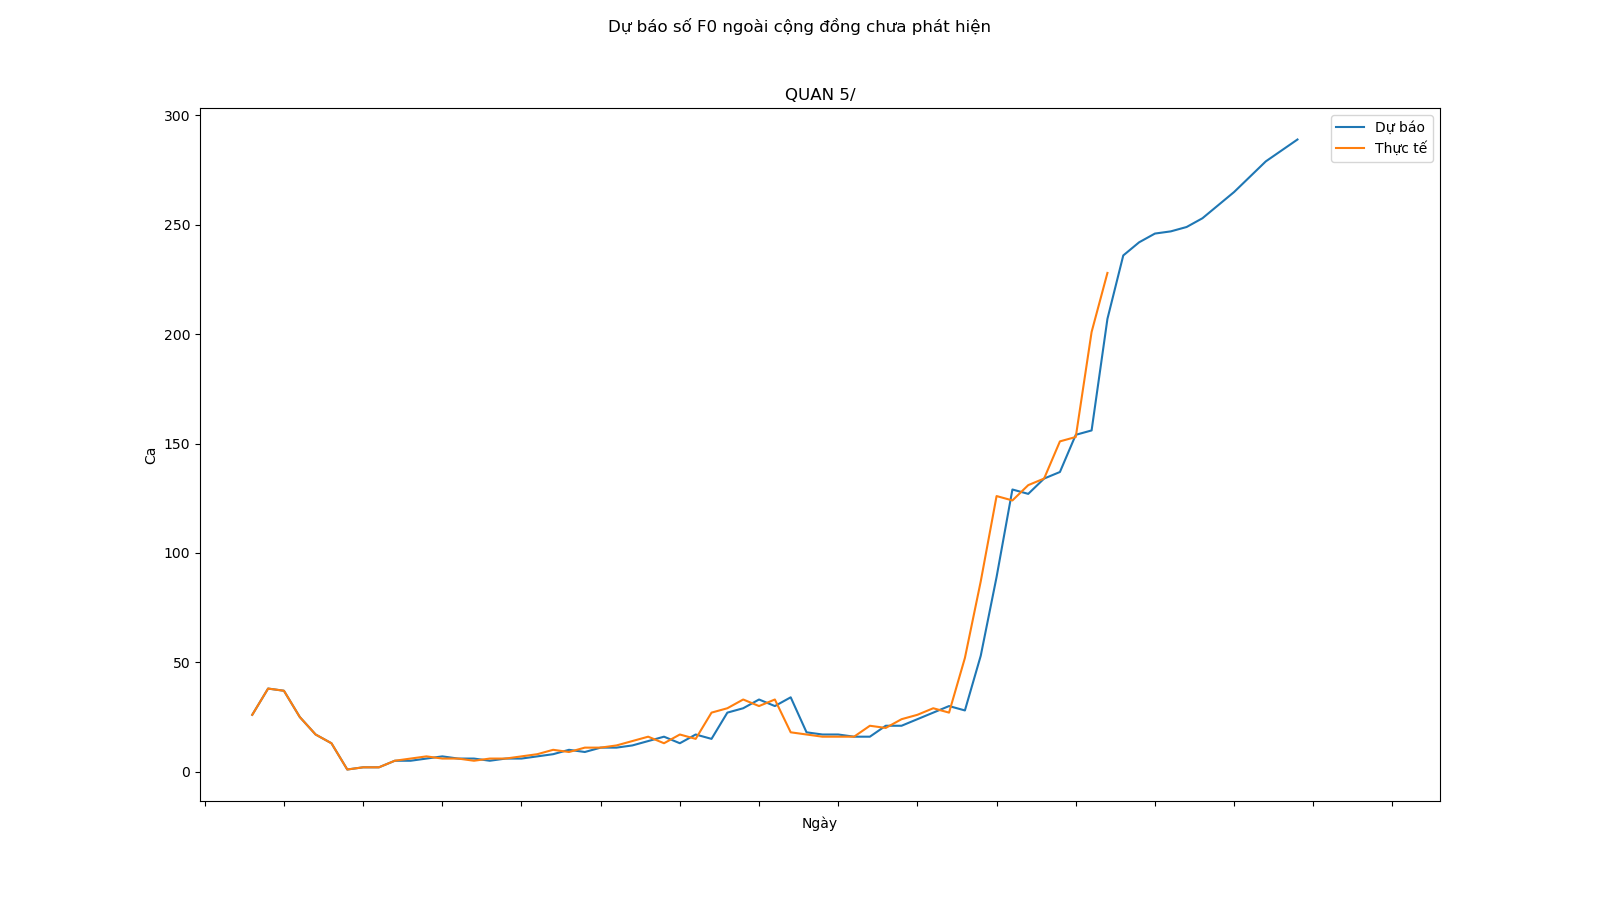 Dự báo số F0 ngoài cộng đồng chưa phát hiện
QUAN 5/
Dự báo
Thực tế
300
250
200
150
100
50
0
Ca
Ngày